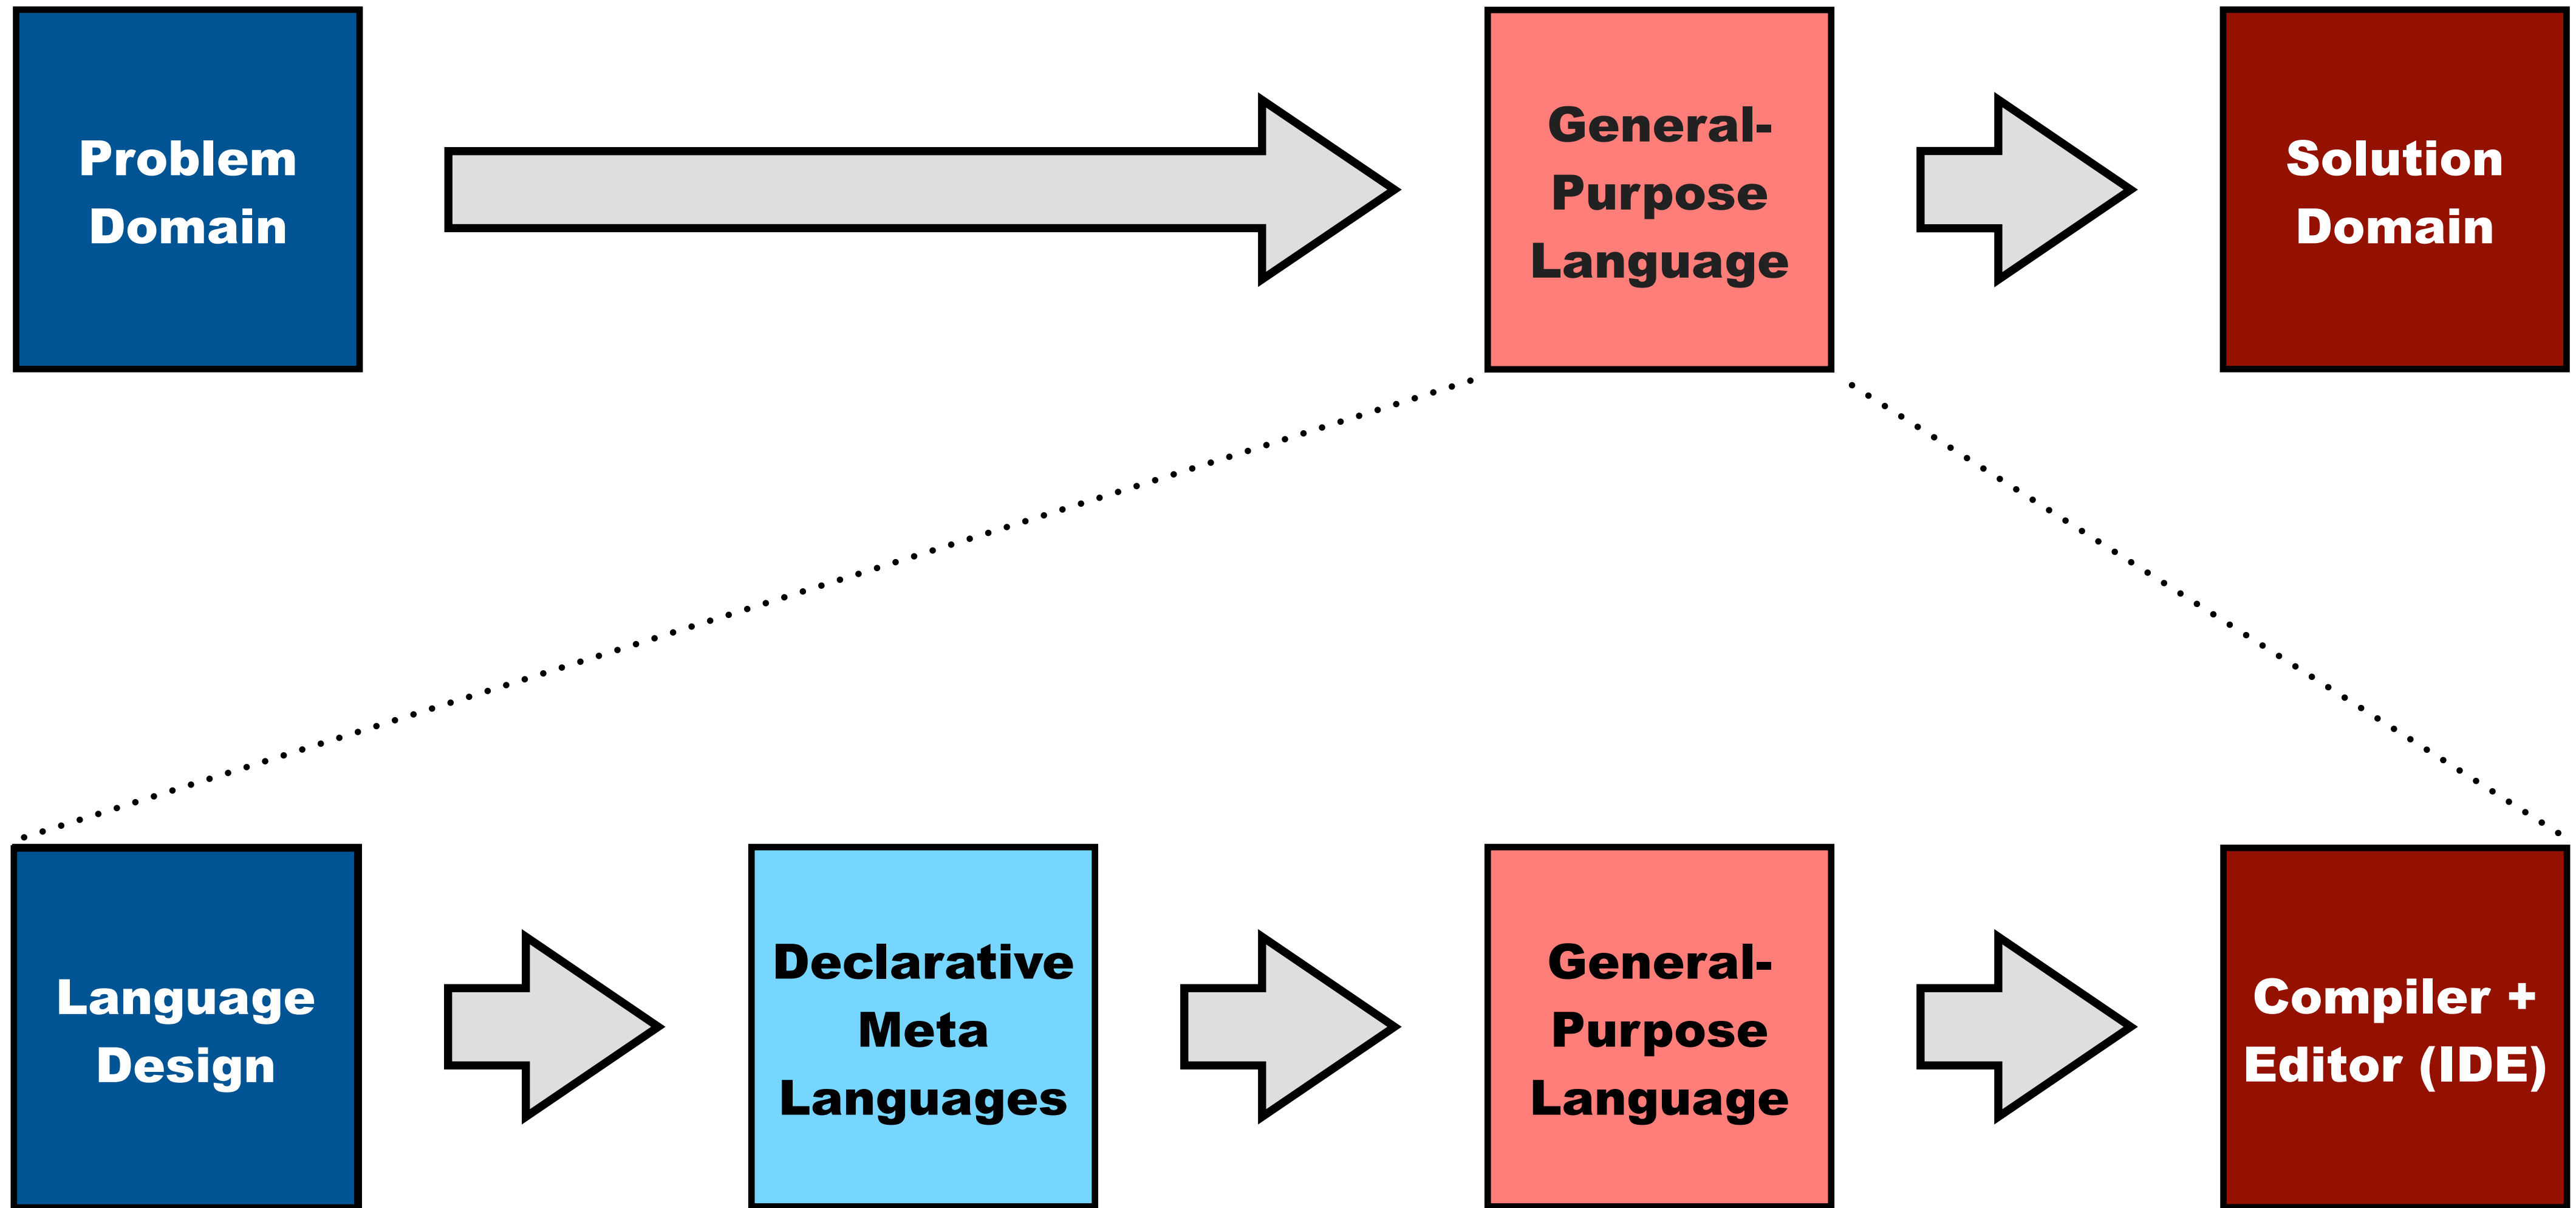 Problem
Domain
General-
Purpose
Language
Solution
Domain
Language
Design
Declarative
Meta
Languages
General-
Purpose
Language
Compiler +
Editor (IDE)